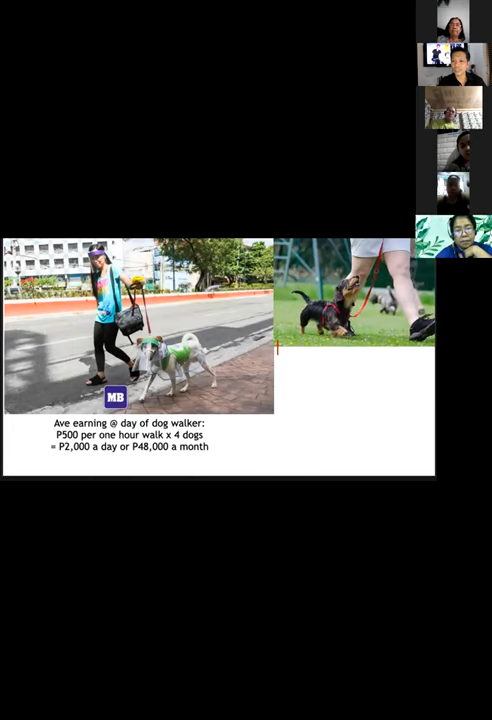 MB
Ave earning @ day of dog walker:
P500 per one hour walk x 4 dogs
= P2,000 a day or P48,000 a month